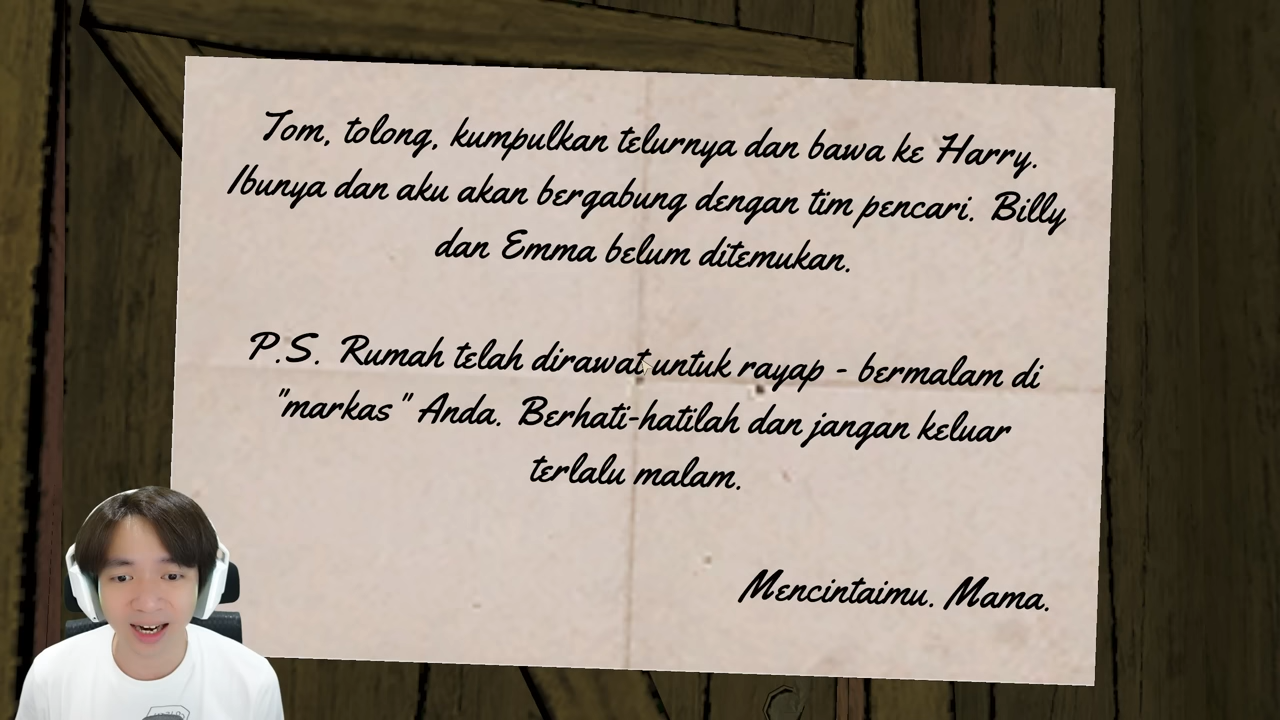 Tom, tolong, kumpulkan telurnya dan bawa ke Harry.
Ibunya dan aku akan bergabung dengan tim pencari. Billy
dan Emma belum ditemukan.
P.S. Rumah telah dirawat untuk rayap - bermalam di
"markas" Anda. Berhati-hatilah dan jangan keluar
terlalu malam.
Mencintaimu. Mama.